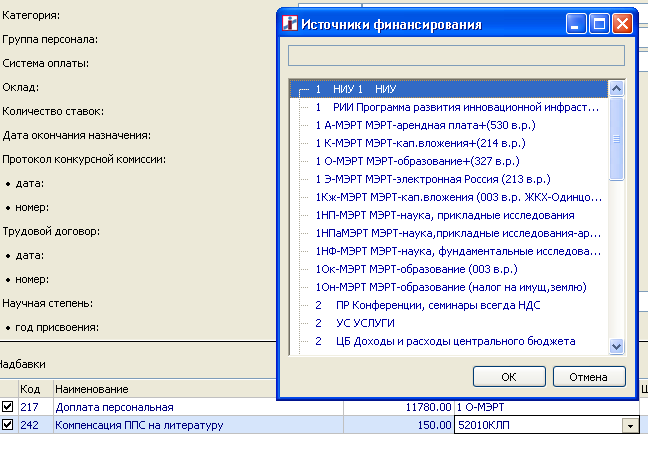 Категория:
Группа персонала:
Система оплаты:
Оклад:
Количество ставок:
Дата окончания назначения:
Протокол конкурсной комиссии:
• дата:
• номер:
Трудовой договор:
• дата:
• номер:
Научная степень:
• год присвоения:
Источники финансирования
1 НИУ 1 НИУ
1 РИИ Программа развития инновационной инфраст...
1 А-МЭРТ МЭРТ-арендная плата+(530 в.р.)
1 К-МЭРТ МЭРТ-кап.вложения+(214 в.р.)
1 О-МЭРТ МЭРТ-образование+(327 в.р.)
1 Э-МЭРТ МЭРТ-электронная Россия (213 в.р.)
1Кж-МЭРТ МЭРТ-кап.вложения (003 в.р. ЖКХ-Одинцо...
1НП-МЭРТ МЭРТ-наука, прикладные исследования
1НПаМЭРТ МЭРТ-наука,прикладные исследования-ар...
1НФ-МЭРТ МЭРТ-наука, фундаментальные исследова...
1Ок-МЭРТ МЭРТ-образование (003 в.р.)
1Он-МЭРТ МЭРТ-образование (налог на имущ,землю)
2 ПР Конференции, семинары всегда НДС
2 УС УСЛУГИ
2 ЦБ Доходы и расходы центрального бюджета
ОК Отмена
Надбавки
Код Наименование
217 Доплата персональная 11780.00 1 О-МЭРТ
242 Компенсация ППС на литературу 150.00 52010КЛП